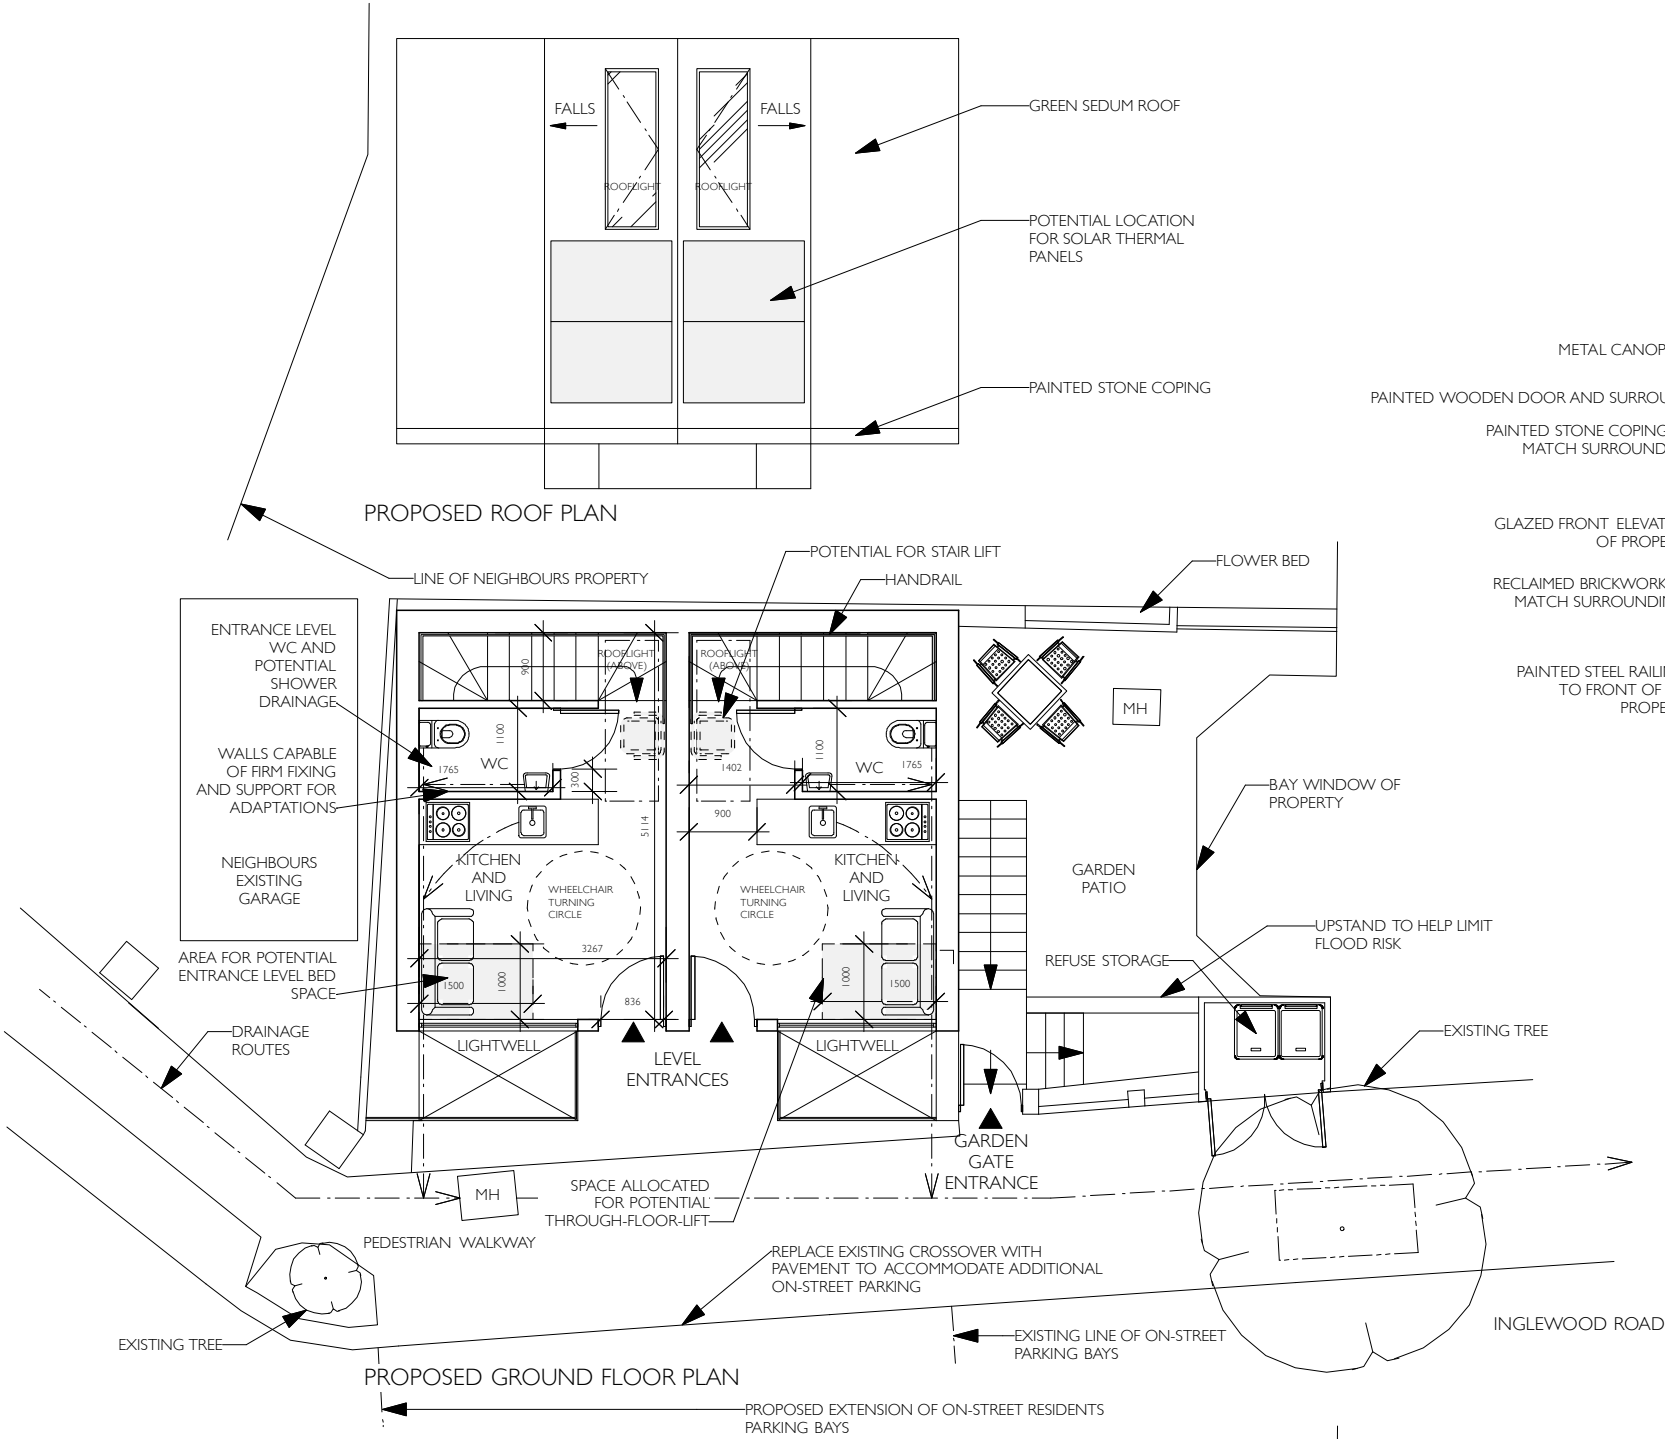 FALLS
FALLS
ROOFLIGHT
ROOFLIGHT
GREEN SEDUM ROOF
POTENTIAL LOCATION
FOR SOLAR THERMAL
PANELS
PAINTED STONE COPING
PROPOSED ROOF PLAN
METAL CANOP
PAINTED WOODEN DOOR AND SURROU
PAINTED STONE COPING
MATCH SURROUND
GLAZED FRONT ELEVAT
OF PROPE
RECLAIMED BRICKWORK
MATCH SURROUNDI
PAINTED STEEL RAILI
TO FRONT OF
PROPE
LINE OF NEIGHBOURS PROPERTY
POTENTIAL FOR STAIR LIFT
HANDRAIL
FLOWER BED
ENTRANCE LEVEL
WC AND
POTENTIAL
SHOWER
DRAINAGE
WALLS CAPABLE
OF FIRM FIXING
AND SUPPORT FOR
ADAPTATIONS
NEIGHBOURS
EXISTING
GARAGE
AREA FOR POTENTIAL
ENTRANCE LEVEL BED
SPACE
DRAINAGE
ROUTES
900
ROOFLIGHT
(ABOVE)
ROOFLIGHT
(ABOVE)
1100
WC
1765
300
1402
1100
WC
1765
5114
900
KITCHEN
AND
LIVING
WHEELCHAIR
TURNING
CIRCLE
WHEELCHAIR
TURNING
CIRCLE
KITCHEN
AND
LIVING
3267
1500
1000
836
1000
1500
LIGHTWELL
LEVEL
ENTRANCES
LIGHTWELL
MH
GARDEN
PATIO
BAY WINDOW OF
PROPERTY
UPSTAND TO HELP LIMIT
FLOOD RISK
REFUSE STORAGE
EXISTING TREE
GARDEN
GATE
ENTRANCE
MH
SPACE ALLOCATED
FOR POTENTIAL
THROUGH-FLOOR-LIFT
PEDESTRIAN WALKWAY
REPLACE EXISTING CROSSOVER WITH
PAVEMENT TO ACCOMMODATE ADDITIONAL
ON-STREET PARKING
EXISTING TREE
EXISTING LINE OF ON-STREET
PARKING BAYS
INGLEWOOD ROAD
PROPOSED GROUND FLOOR PLAN
PROPOSED EXTENSION OF ON-STREET RESIDENTS
PARKING BAYS